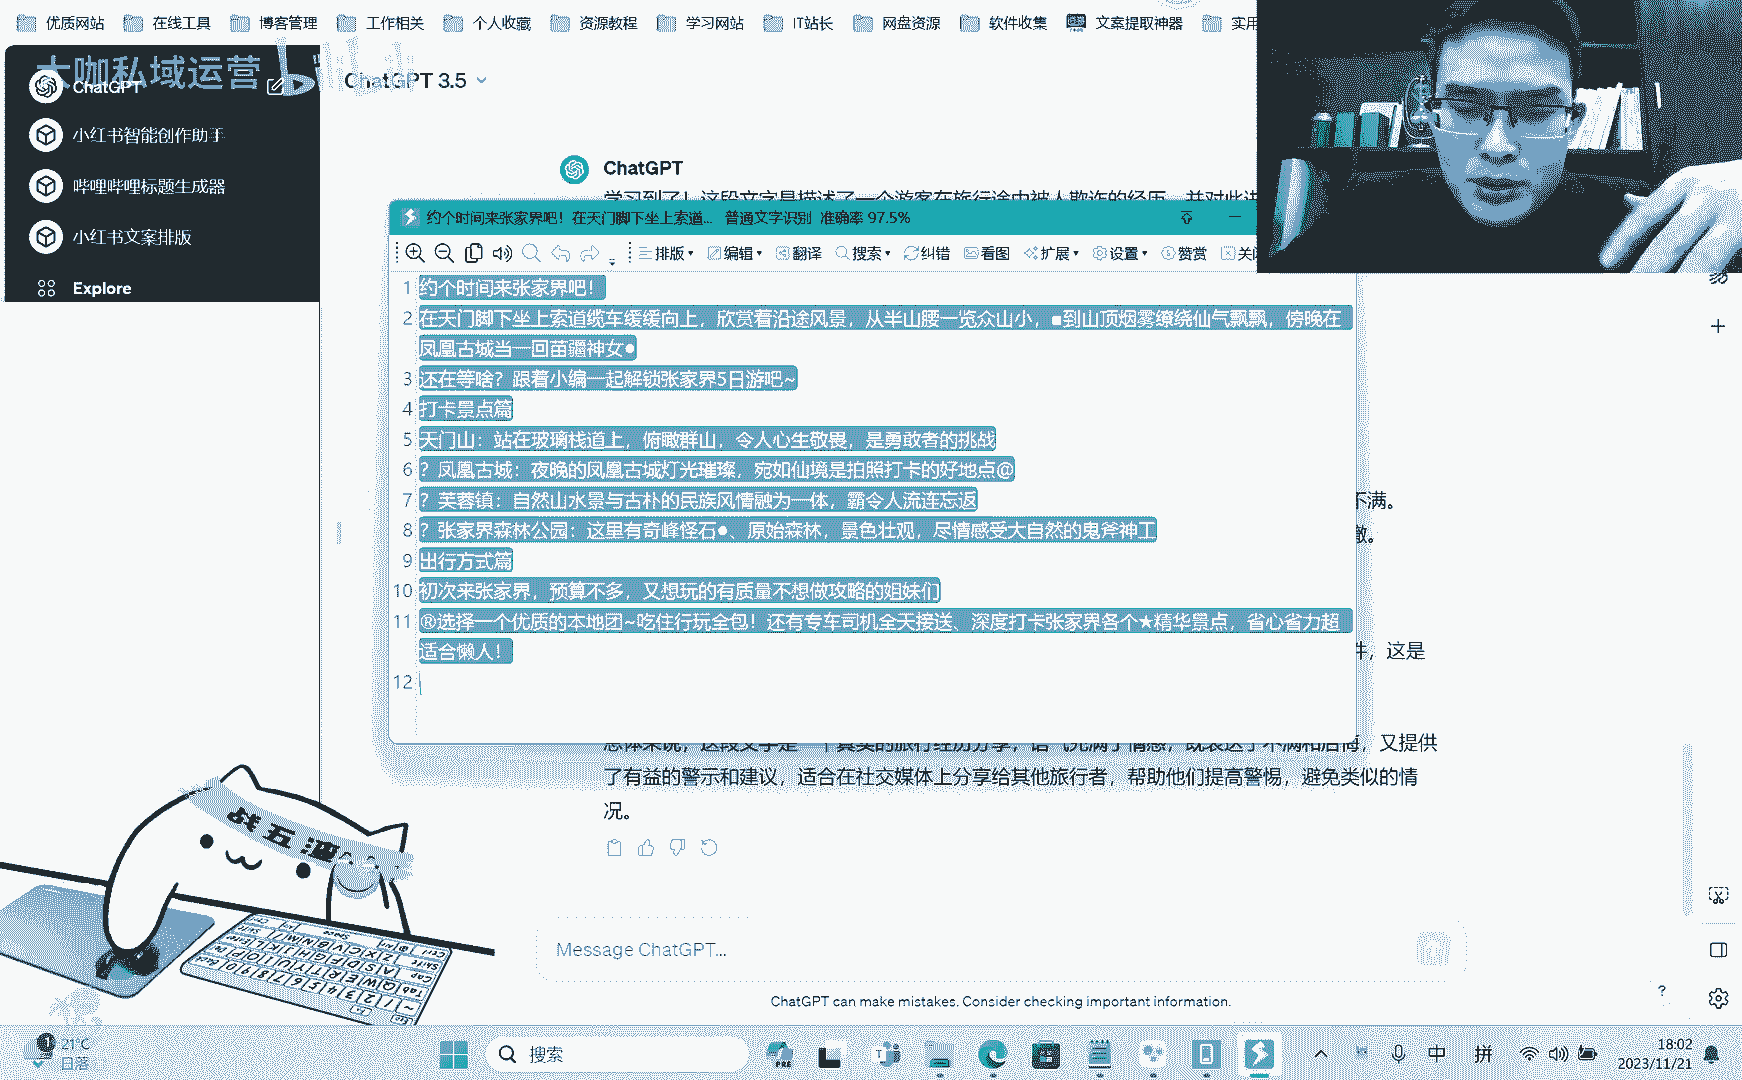 优质网站
在线工具
博客管理
工作相关
个人收藏
资源教程
学习网站
IT站长
网盘资源
软件收集
文案提取神器
实用
大咖私域运营
ChatGPT
小红书智能创作助手
哔哩哔哩标题生成器
小红书文案排版
Explore
ChatGPT 3.5
ChatGPT
约个时间来张家界吧！在天门脚下坐上索道... 普通文字识别 准确率 97.5%
排版 编辑 翻译 搜索 纠错 看图 扩展 设置 赞赏
1 约个时间来张家界吧！
2 在天门脚下坐上索道缆车缓缓向上，欣赏着沿途风景，从半山腰一览众山小，■到山顶烟雾缭绕仙气飘飘，傍晚在
凤凰古城当一回苗疆神女●
3 还在等啥？跟着小编一起解锁张家界5日游吧~
4 打卡景点篇
5 天门山：站在玻璃栈道上，俯瞰群山，令人心生敬畏，是勇敢者的挑战
6 ？凤凰古城：夜晚的凤凰古城灯光璀璨，宛如仙境是拍照打卡的好地点@
7 ？芙蓉镇：自然山水景与古朴的民族风情融为一体，霸令人流连忘返
8 ？张家界森林公园：这里有奇峰怪石●、原始森林，景色壮观，尽情感受大自然的鬼斧神工
9 出行方式篇
10 初次来张家界，预算不多，又想玩的有质量不想做攻略的姐妹们
11 ®选择一个优质的本地团~吃住行玩全包！还有专车司机全天接送、深度打卡张家界各个★精华景点，省心省力超
适合懒人！
12
不满。
，这是
，又提供
了有益的警示和建议，适合在社交媒体上分享给其他旅行者，帮助他们提高警惕，避免类似的情
况。
Message ChatGPT...
ChatGPT can make mistakes. Consider checking important information.
?
战五渣
1
21°C
日落
搜索
PRE
中
拼
18:02
2023/11/21